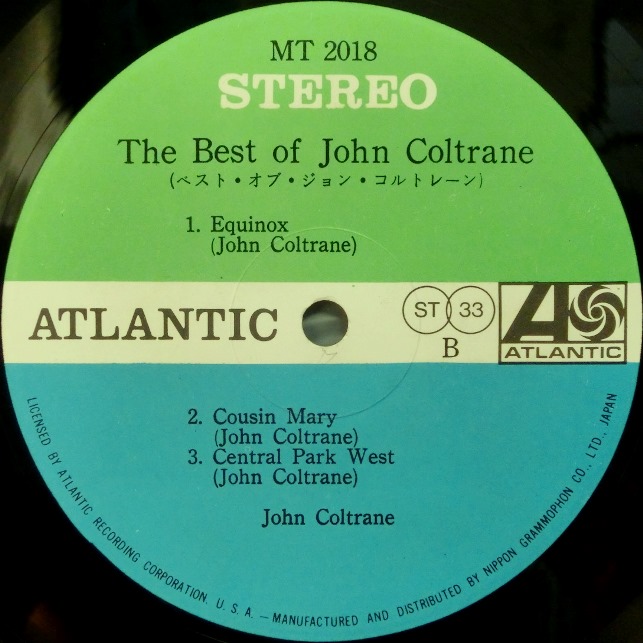 MT 2018
STEREO
The Best of John Coltrane
(ベスト・オブ・ジョン・コルトレーン)
1. Equinox
(John Coltrane)
ATLANTIC
ST 33
B
A
ATLANTIC
2. Cousin Mary
(John Coltrane)
3. Central Park West
(John Coltrane)
John Coltrane
LICENSED BY ATLANTIC RECORDING CORPORATION. U. S. A. — MANUFACTURED AND DISTRIBUTED BY NIPPON GRAMMOPHON CO., LTD., JAPAN